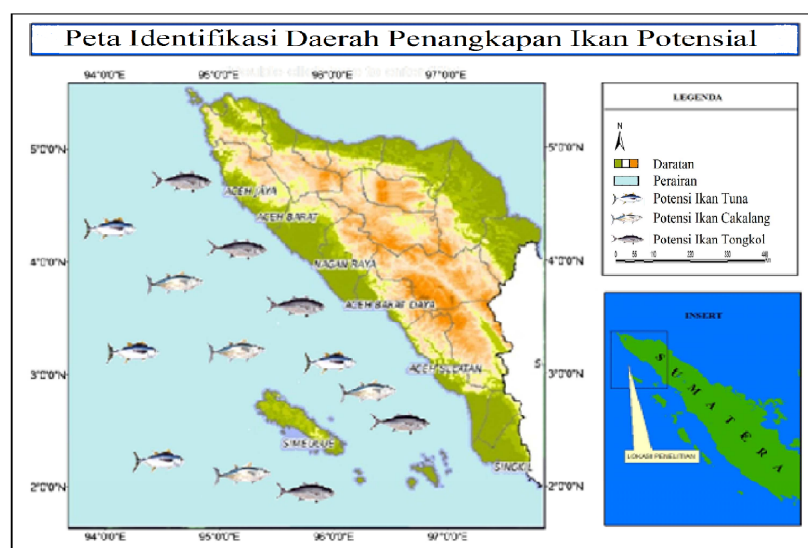 Peta Identifikasi Daerah Penangkapan Ikan Potensial
94°0'0"E 95°0'0"E 96°0'0"E 97°0'0"E
5°0'0"N 5°0'0"N
4°0'0"N 4°0'0"N
3°0'0"N 3°0'0"N
2°0'0"N 2°0'0"N
ACEH JAYA
ACEH BARAT
NAGAN RAYA
ACEH BARAT DAYA
ACEH SELATAN
SIMEULUE
SINGKIL
94°0'0"E 95°0'0"E 96°0'0"E 97°0'0"E
LEGENDA
N
Daratan
Perairan
Potensi Ikan Tuna
Potensi Ikan Cakalang
Potensi Ikan Tongkol
INSERT
SUMATERA
LOKASI PENELITIAN